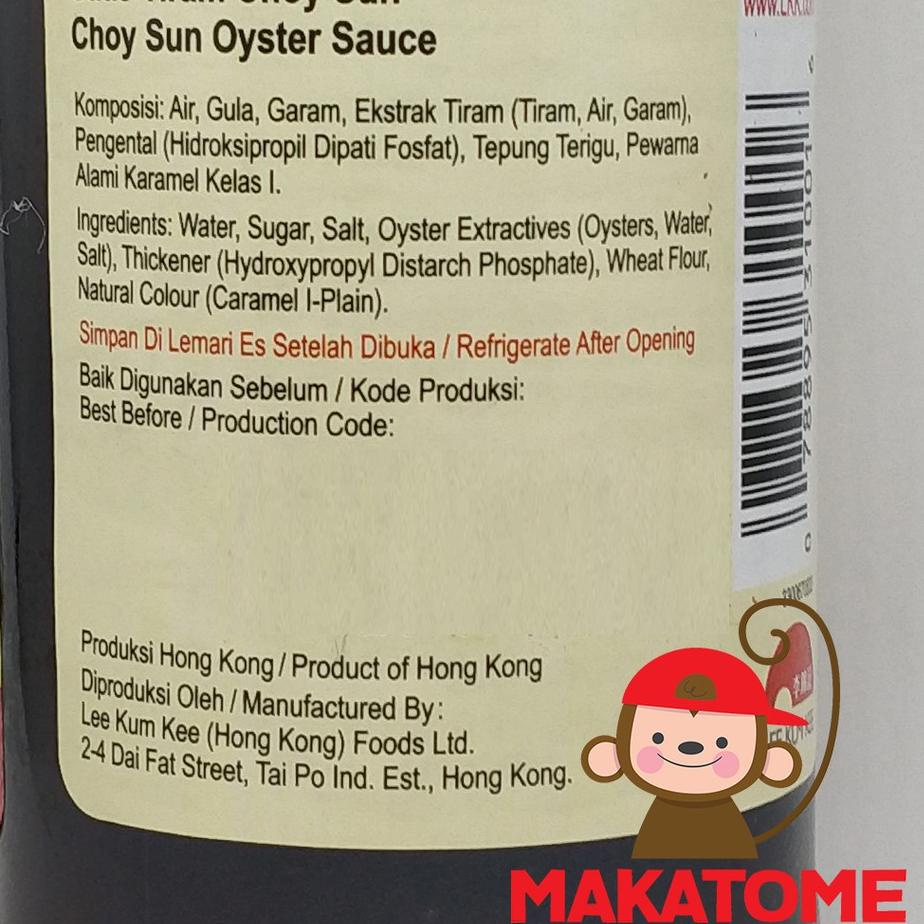 Choy Sun Oyster Sauce
Komposisi: Air, Gula, Garam, Ekstrak Tiram (Tiram, Air, Garam),
Pengental (Hidroksipropil Dipati Fosfat), Tepung Terigu, Pewarna
Alami Karamel Kelas I.
Ingredients: Water, Sugar, Salt, Oyster Extractives (Oysters, Water,
Salt), Thickener (Hydroxypropyl Distarch Phosphate), Wheat Flour,
Natural Colour (Caramel I-Plain).
Simpan Di Lemari Es Setelah Dibuka / Refrigerate After Opening
Baik Digunakan Sebelum / Kode Produksi:
Best Before / Production Code:
Produksi Hong Kong / Product of Hong Kong
Diproduksi Oleh / Manufactured By:
Lee Kum Kee (Hong Kong) Foods Ltd.
2-4 Dai Fat Street, Tai Po Ind. Est., Hong Kong.
MAKATOME